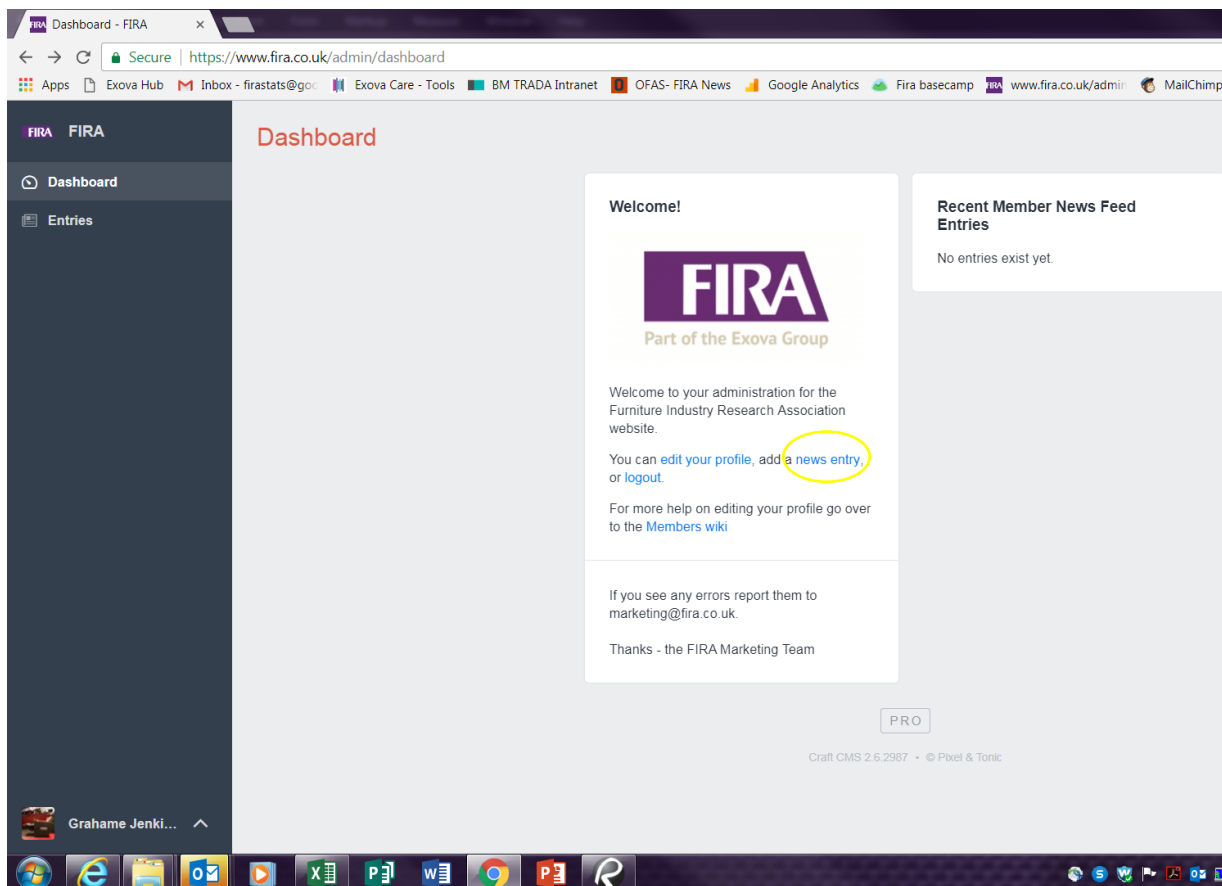 Dashboard - FIRA
Secure https://www.fira.co.uk/admin/dashboard
Apps Exova Hub Inbox - firastats@goo Exova Care - Tools BM TRADA Intranet OFAS- FIRA News Google Analytics Fira basecamp www.fira.co.uk/admin MailChimp
FIRA FIRA
Dashboard
Dashboard
Entries
Welcome!
FIRA
Part of the Exova Group
Welcome to your administration for the
Furniture Industry Research Association
website.
You can edit your profile, add a news entry,
or logout.
For more help on editing your profile go over
to the Members wiki
If you see any errors report them to
marketing@fira.co.uk.
Thanks - the FIRA Marketing Team
Recent Member News Feed
Entries
No entries exist yet.
PRO
Craft CMS 2.6.2987 • © Pixel & Tonic
Grahame Jenki...